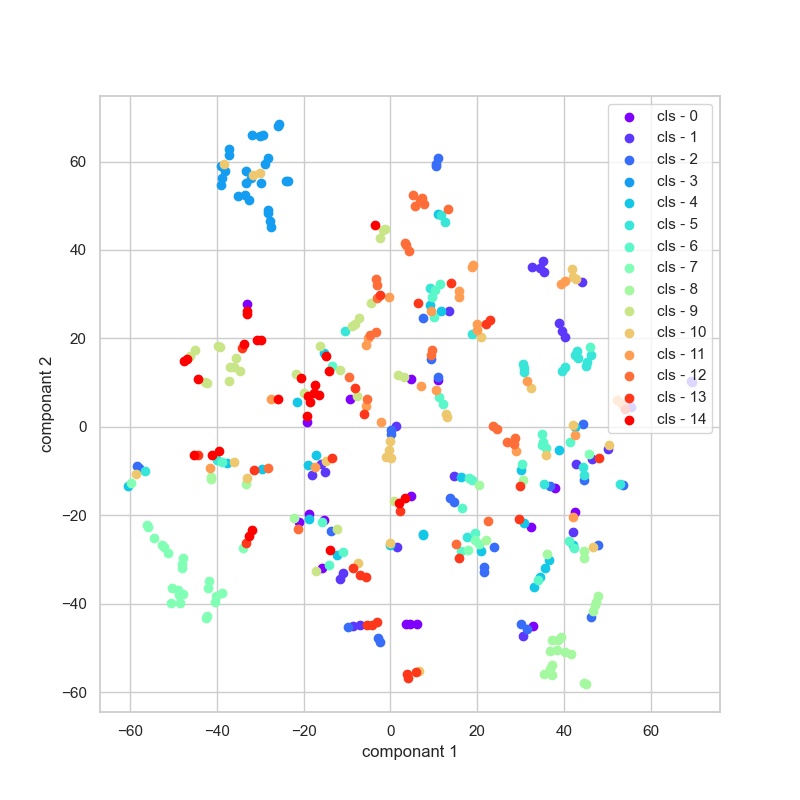 cls - 0
cls - 1
cls - 2
cls - 3
cls - 4
cls - 5
cls - 6
cls - 7
cls - 8
cls - 9
cls - 10
cls - 11
cls - 12
cls - 13
cls - 14
60
40
20
0
−20
−40
−60
componant 2
−60 −40 −20 0 20 40 60
componant 1